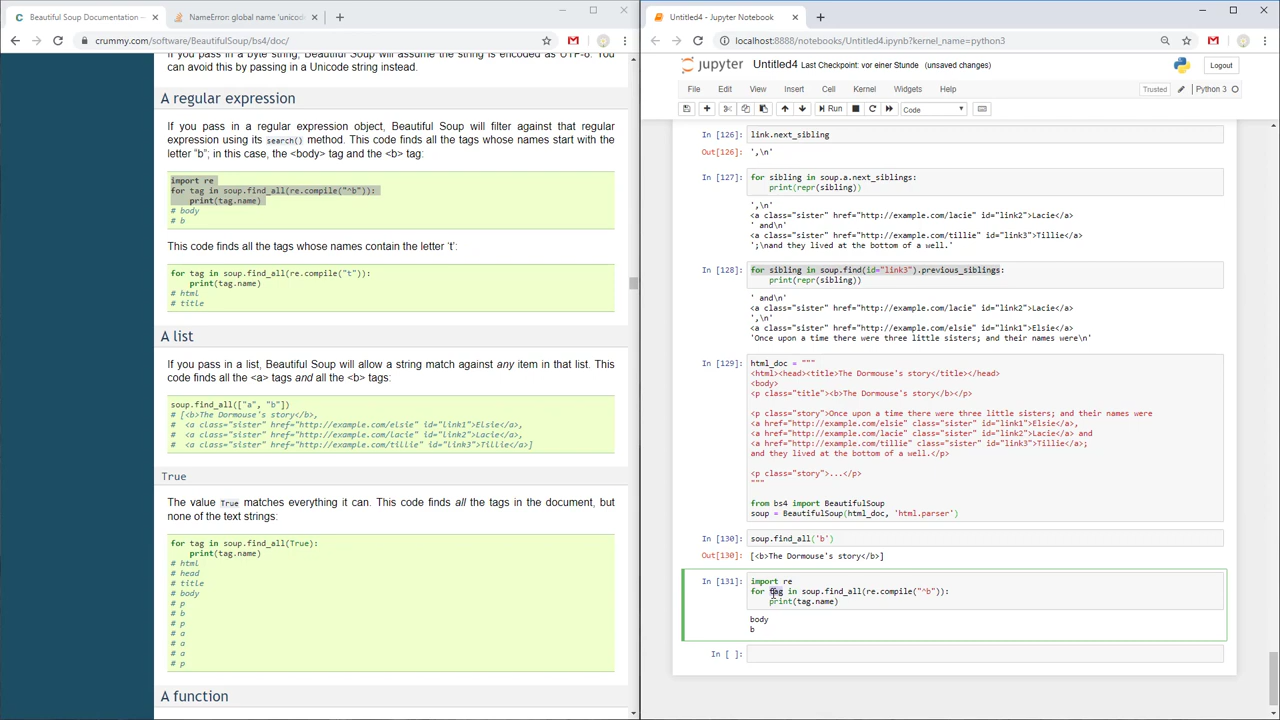 Beautiful Soup Documentation —
NameError: global name 'unicod
crummy.com/software/BeautifulSoup/bs4/doc/
If you pass in a byte string, Beautiful Soup will assume the string is encoded as UTF-8. You
can avoid this by passing in a Unicode string instead.
A regular expression
If you pass in a regular expression object, Beautiful Soup will filter against that regular
expression using its search() method. This code finds all the tags whose names start with the
letter "b"; in this case, the <body> tag and the <b> tag:
import re
for tag in soup.find_all(re.compile("^b")):
    print(tag.name)
# body
# b
This code finds all the tags whose names contain the letter 't':
for tag in soup.find_all(re.compile("t")):
    print(tag.name)
# html
# title
A list
If you pass in a list, Beautiful Soup will allow a string match against any item in that list. This
code finds all the <a> tags and all the <b> tags:
soup.find_all(["a", "b"])
# [<b>The Dormouse's story</b>,
#  <a class="sister" href="http://example.com/elsie" id="link1">Elsie</a>,
#  <a class="sister" href="http://example.com/lacie" id="link2">Lacie</a>,
#  <a class="sister" href="http://example.com/tillie" id="link3">Tillie</a>]
True
The value True matches everything it can. This code finds all the tags in the document, but
none of the text strings:
for tag in soup.find_all(True):
    print(tag.name)
# html
# head
# title
# body
# p
# b
# p
# a
# a
# a
# p
A function
Untitled4 - Jupyter Notebook
localhost:8888/notebooks/Untitled4.ipynb?kernel_name=python3
jupyter Untitled4 Last Checkpoint: vor einer Stunde (unsaved changes)
Logout
File Edit View Insert Cell Kernel Widgets Help
Trusted Python 3
Run Code
In [126]: link.next_sibling
Out[126]: ',\n'
In [127]: for sibling in soup.a.next_siblings:
    print(repr(sibling))
',\n'
<a class="sister" href="http://example.com/lacie" id="link2">Lacie</a>
' and\n'
<a class="sister" href="http://example.com/tillie" id="link3">Tillie</a>
';\nand they lived at the bottom of a well.'
In [128]: for sibling in soup.find(id="link3").previous_siblings:
    print(repr(sibling))
' and\n'
<a class="sister" href="http://example.com/lacie" id="link2">Lacie</a>
',\n'
<a class="sister" href="http://example.com/elsie" id="link1">Elsie</a>
'Once upon a time there were three little sisters; and their names were\n'
In [129]: html_doc = """
<html><head><title>The Dormouse's story</title></head>
<body>
<p class="title"><b>The Dormouse's story</b></p>
<p class="story">Once upon a time there were three little sisters; and their names were
<a href="http://example.com/elsie" class="sister" id="link1">Elsie</a>,
<a href="http://example.com/lacie" class="sister" id="link2">Lacie</a> and
<a href="http://example.com/tillie" class="sister" id="link3">Tillie</a>;
and they lived at the bottom of a well.</p>
<p class="story">...</p>
"""
from bs4 import BeautifulSoup
soup = BeautifulSoup(html_doc, 'html.parser')
In [130]: soup.find_all('b')
Out[130]: [<b>The Dormouse's story</b>]
In [131]: import re
for tag in soup.find_all(re.compile("^b")):
    print(tag.name)
body
b
In [ ]: